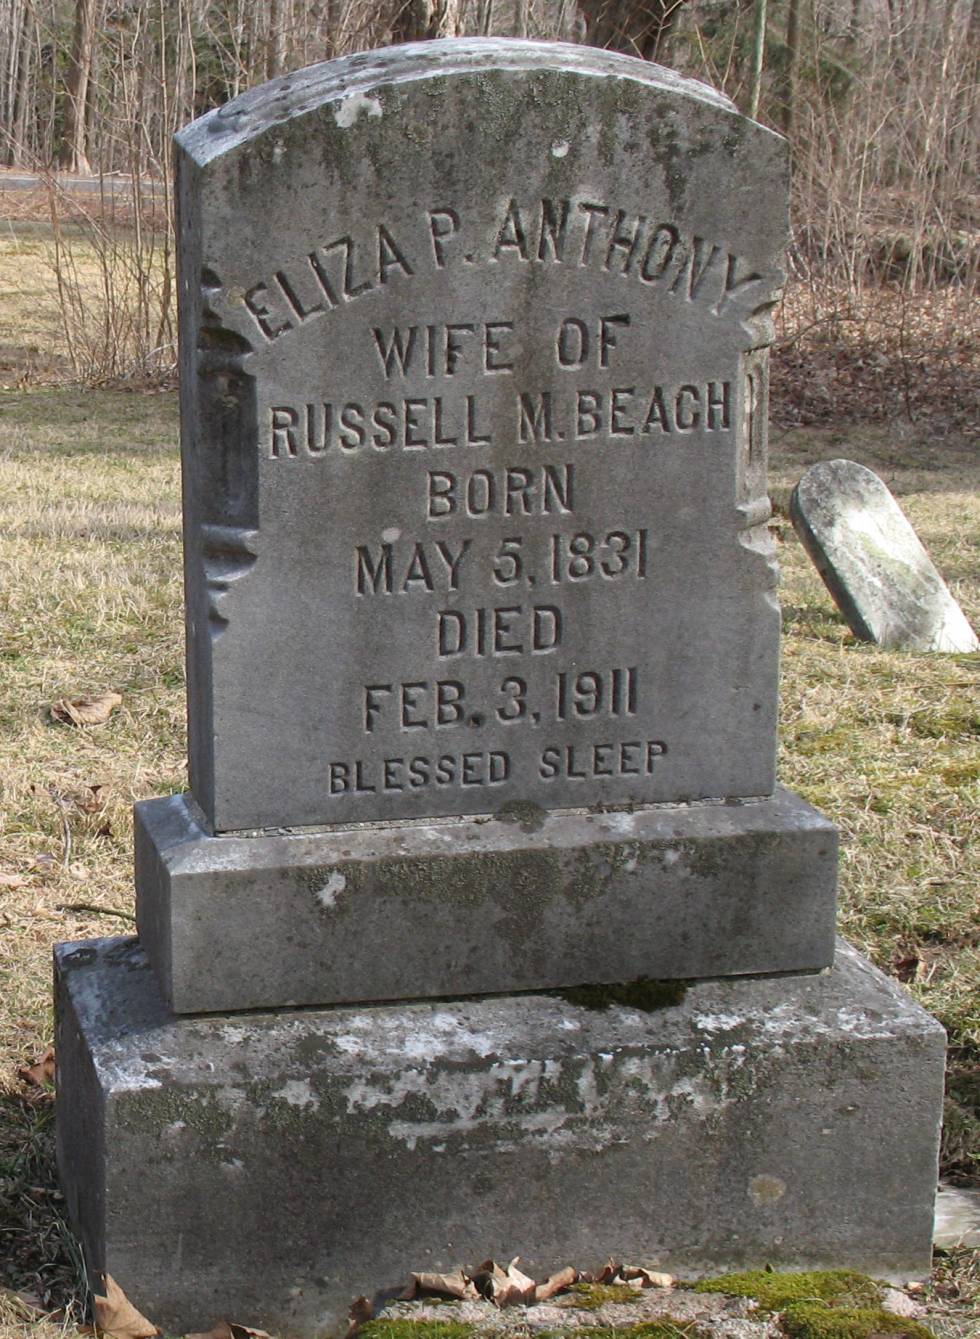 ELIZA P. ANTHONY
WIFE OF
RUSSELL M. BEACH
BORN
MAY 5, 1831
DIED
FEB. 3, 1911
BLESSED SLEEP